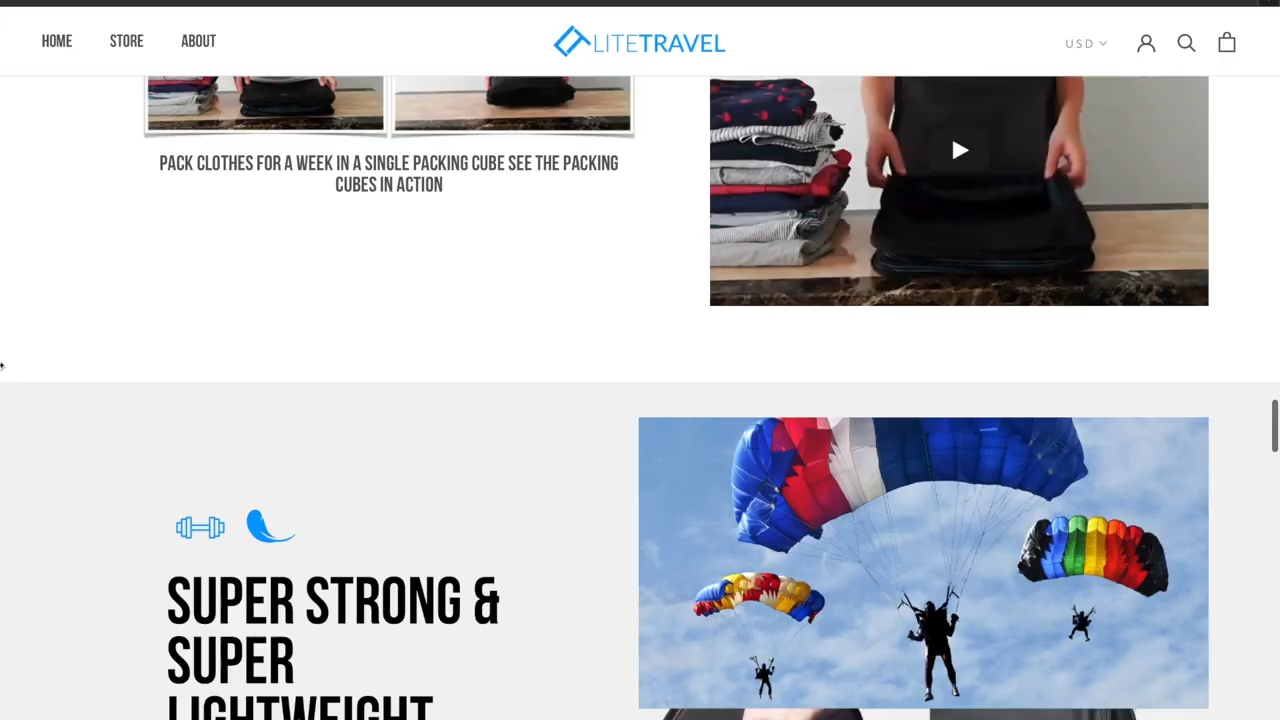 HOME STORE ABOUT
LITETRAVEL
USD
PACK CLOTHES FOR A WEEK IN A SINGLE PACKING CUBE SEE THE PACKING
CUBES IN ACTION
SUPER STRONG &
SUPER
LIGHTWEIGHT